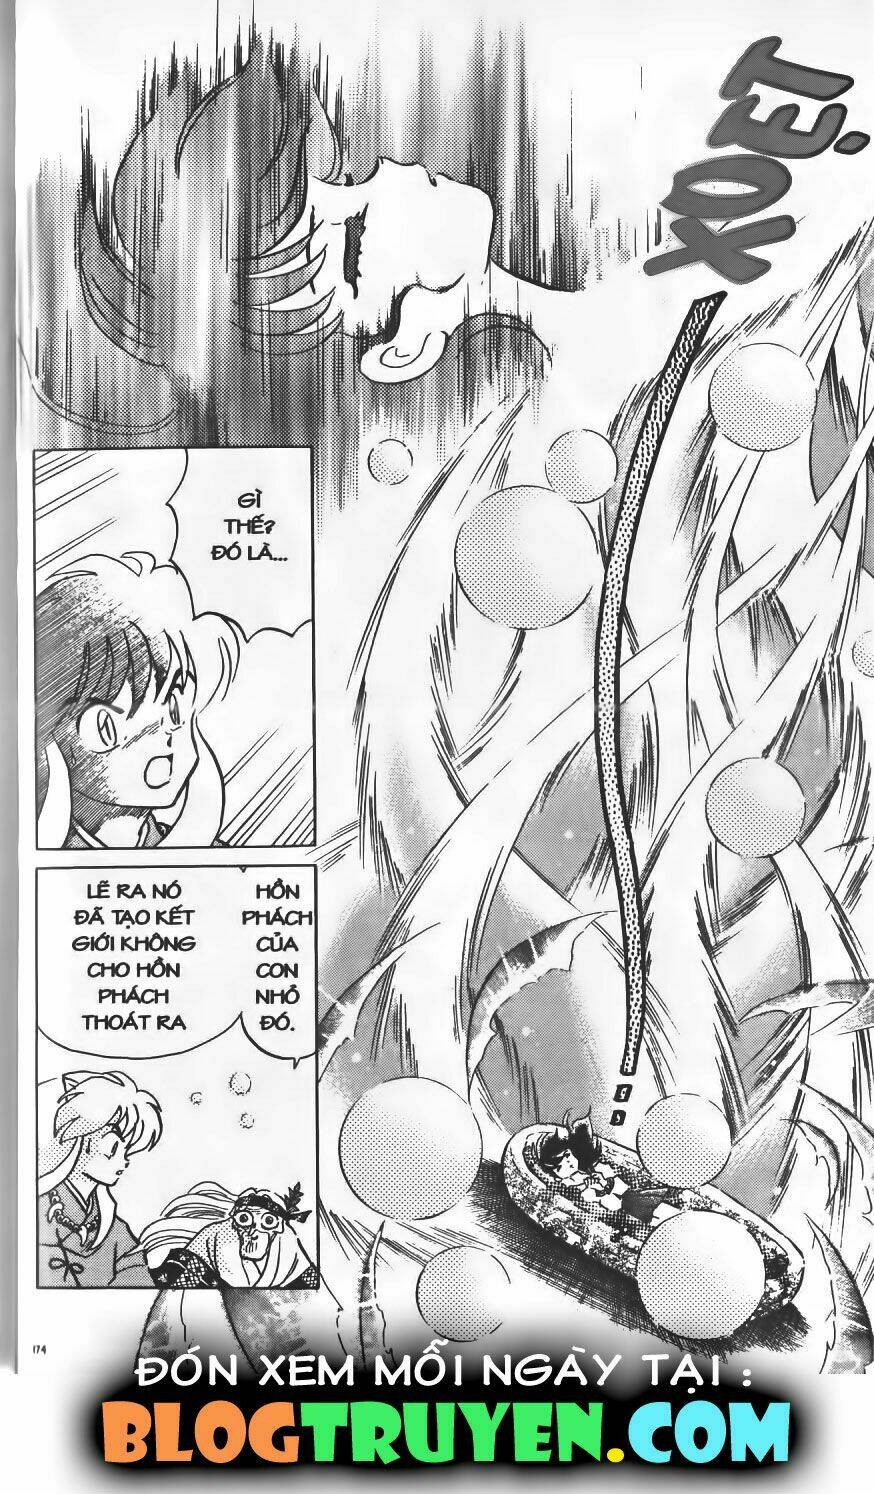 XOẸT
GÌ
THẾ?
ĐÓ LÀ...
HỒN
PHÁCH
CỦA
CON
NHỎ
ĐÓ.
LẼ RA NÓ
ĐÃ TẠO KẾT
GIỚI KHÔNG
CHO HỒN
PHÁCH
THOÁT RA
174
ĐÓN XEM MỖI NGÀY TẠI :
BLOGTRUYEN.COM